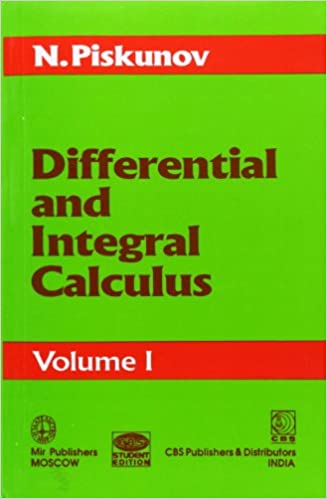 N. Piskunov
Differential
and
Integral
Calculus
Volume I
Mir Publishers
MOSCOW
STUDENT
EDITION
CBS
CBS Publishers & Distributors
INDIA